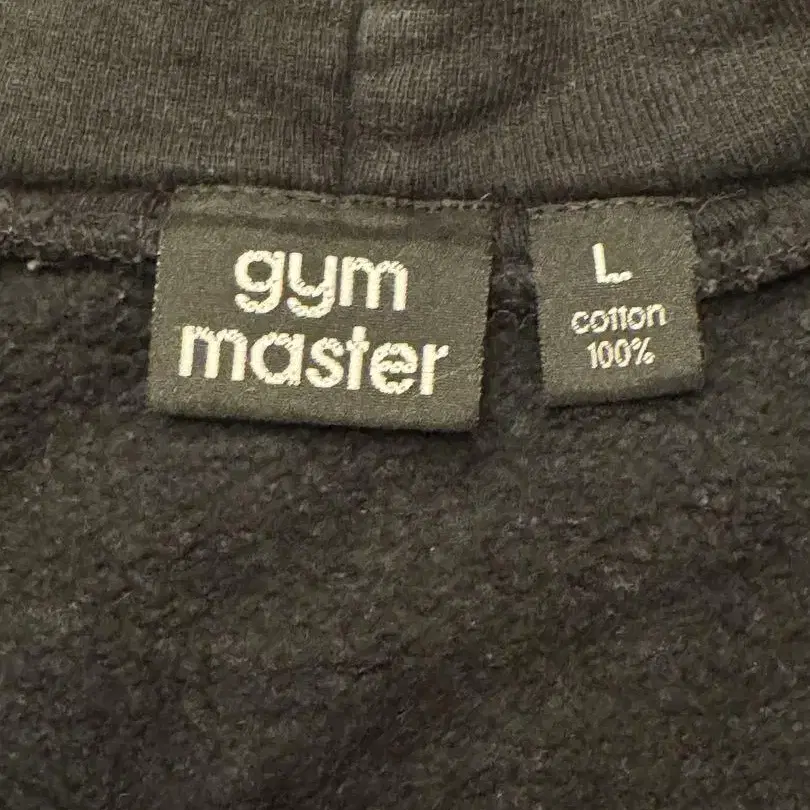 gym
master
L
cotton
100%